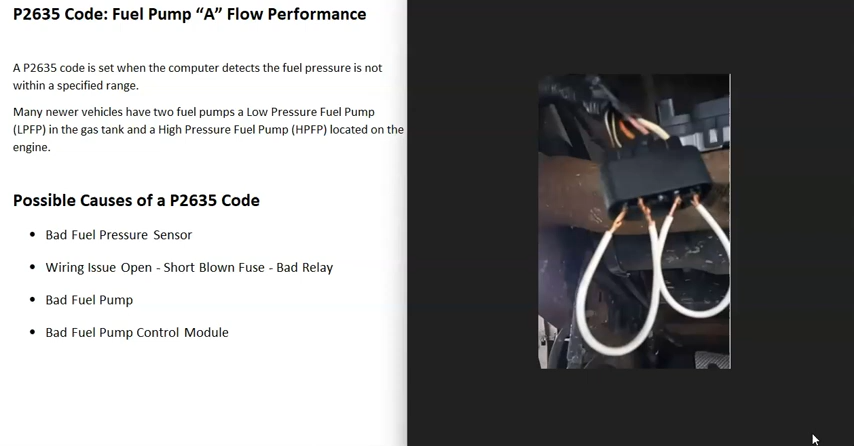 P2635 Code: Fuel Pump “A” Flow Performance
A P2635 code is set when the computer detects the fuel pressure is not
within a specified range.
Many newer vehicles have two fuel pumps a Low Pressure Fuel Pump
(LPFP) in the gas tank and a High Pressure Fuel Pump (HPFP) located on the
engine.
Possible Causes of a P2635 Code
• Bad Fuel Pressure Sensor
• Wiring Issue Open - Short Blown Fuse - Bad Relay
• Bad Fuel Pump
• Bad Fuel Pump Control Module